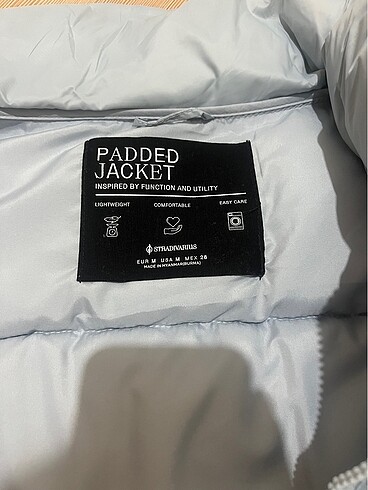 PADDED
JACKET
INSPIRED BY FUNCTION AND UTILITY
LIGHTWEIGHT COMFORTABLE EASY CARE
STRADIVARIUS
EUR M USA M MEX 26
MADE IN MYANMAR(BURMA)